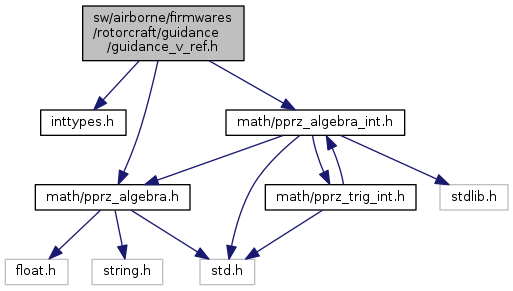 sw/airborne/firmwares
/rotorcraft/guidance
/guidance_v_ref.h
inttypes.h
math/pprz_algebra_int.h
math/pprz_algebra.h
math/pprz_trig_int.h
stdlib.h
float.h
string.h
std.h